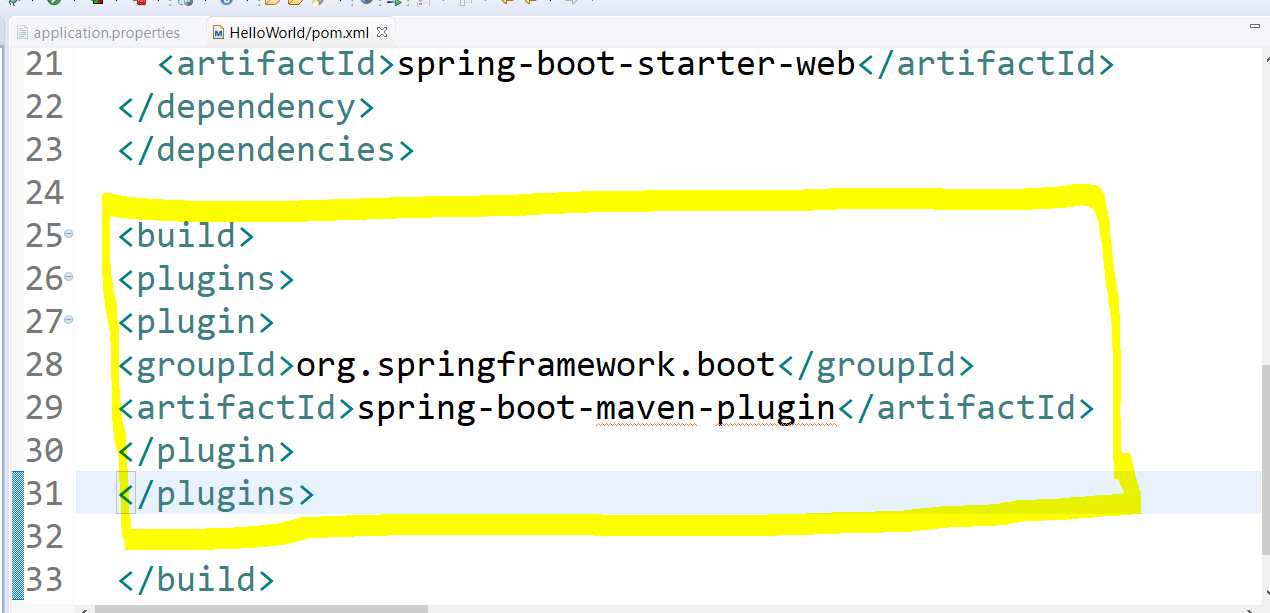 application.properties HelloWorld/pom.xml
21 <artifactId>spring-boot-starter-web</artifactId>
22 </dependency>
23 </dependencies>
24
25 <build>
26 <plugins>
27 <plugin>
28 <groupId>org.springframework.boot</groupId>
29 <artifactId>spring-boot-maven-plugin</artifactId>
30 </plugin>
31 </plugins>
32
33 </build>